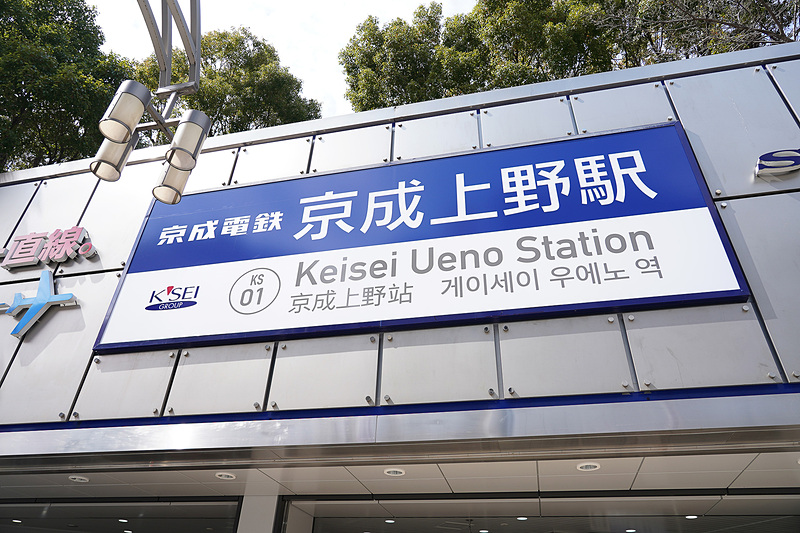 京成電鉄 京成上野駅
Keisei Ueno Station
KS
01
京成上野站 게이세이 우에노 역
KSEI
GROUP
直線。
S